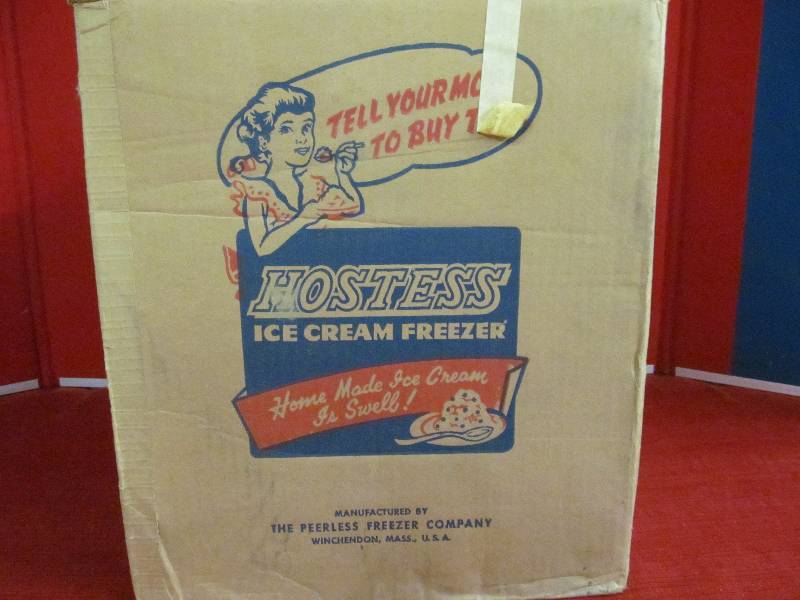 TELL YOUR
TO BUY
HOSTESS
ICE CREAM FREEZER
Home Made Ice Cream
Is Swell!
MANUFACTURED BY
THE PEERLESS FREEZER COMPANY
WINCHENDON, MASS., U.S.A.